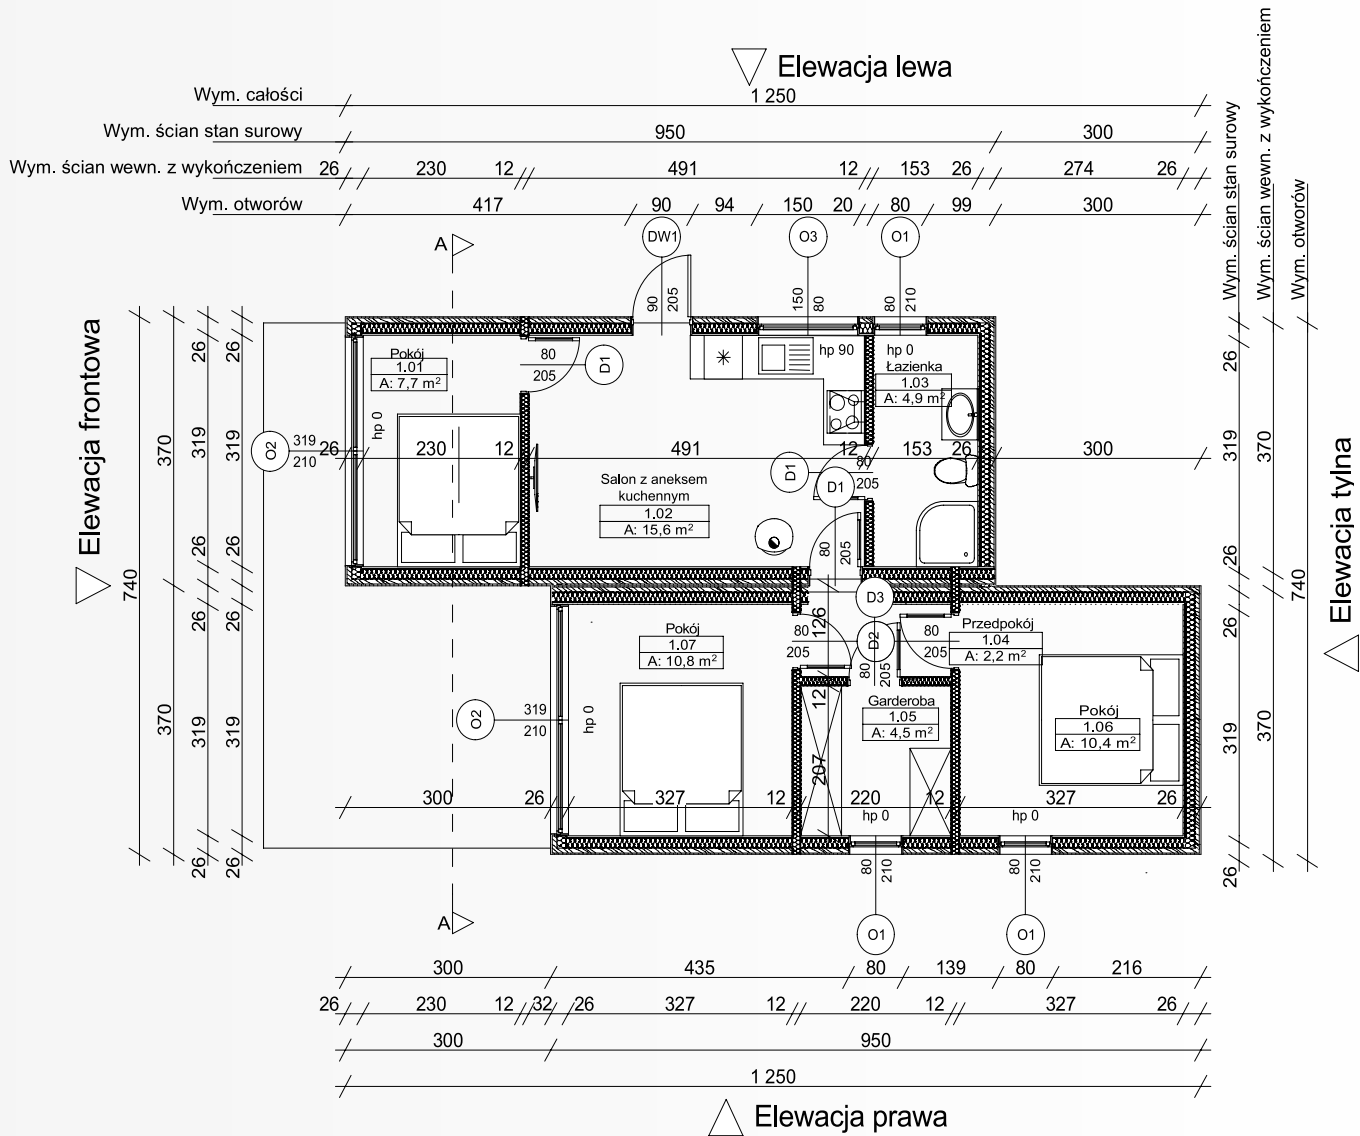 Elewacja lewa
Wym. całości 1 250
Wym. ścian stan surowy 950 300
Wym. ścian wewn. z wykończeniem 26 230 12 491 12 153 26 274 26
Wym. otworów 417 90 94 150 20 80 99 300
Wym. ścian stan surowy
Wym. ścian wewn. z wykończeniem
Wym. otworów
A
DW1 O3 O1
90 205 150 80 80 210
Elewacja frontowa
740
370 370
26 319 26 26 319 26
26 319 26 26 319 26
O2 319 210
Pokój
1.01
A: 7,7 m²
hp 0
80 205 D1
hp 90
hp 0
Łazienka
1.03
A: 4,9 m²
26 230 12 491 12 153 26 300
Salon z aneksem
kuchennym
1.02
A: 15,6 m²
D1 80 205
D1 80 205
D3
126
Pokój
1.07
A: 10,8 m²
80 205 D2 80 205
80 205
Przedpokój
1.04
A: 2,2 m²
12
Garderoba
1.05
A: 4,5 m²
Pokój
1.06
A: 10,4 m²
O2 319 210
hp 0
207
300 26 327 12 220 12 327 26
hp 0
hp 0
80 210
80 210
A
O1 O1
26 319 26 26 319 26
370 370
740
Elewacja tylna
300 435 80 139 80 216
26 230 12 32 26 327 12 220 12 327 26
300 950
1 250
Elewacja prawa